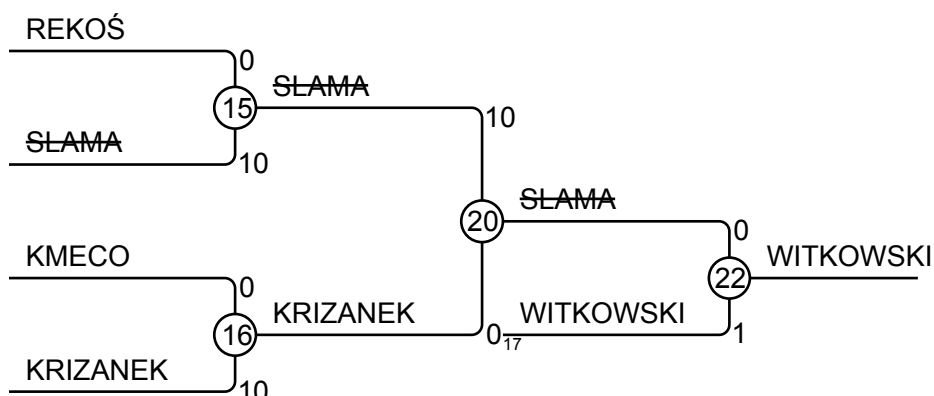 REKOŚ
0
15
SLAMA
10
SLAMA
10
20
SLAMA
0
KMECO
0
16
KRIZANEK
10
KRIZANEK
0
17
WITKOWSKI
1
22
WITKOWSKI